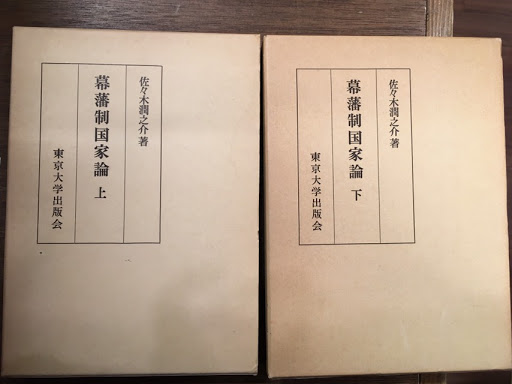 佐々木潤之介著
幕藩制国家論 上
東京大学出版会
佐々木潤之介著
幕藩制国家論 下
東京大学出版会